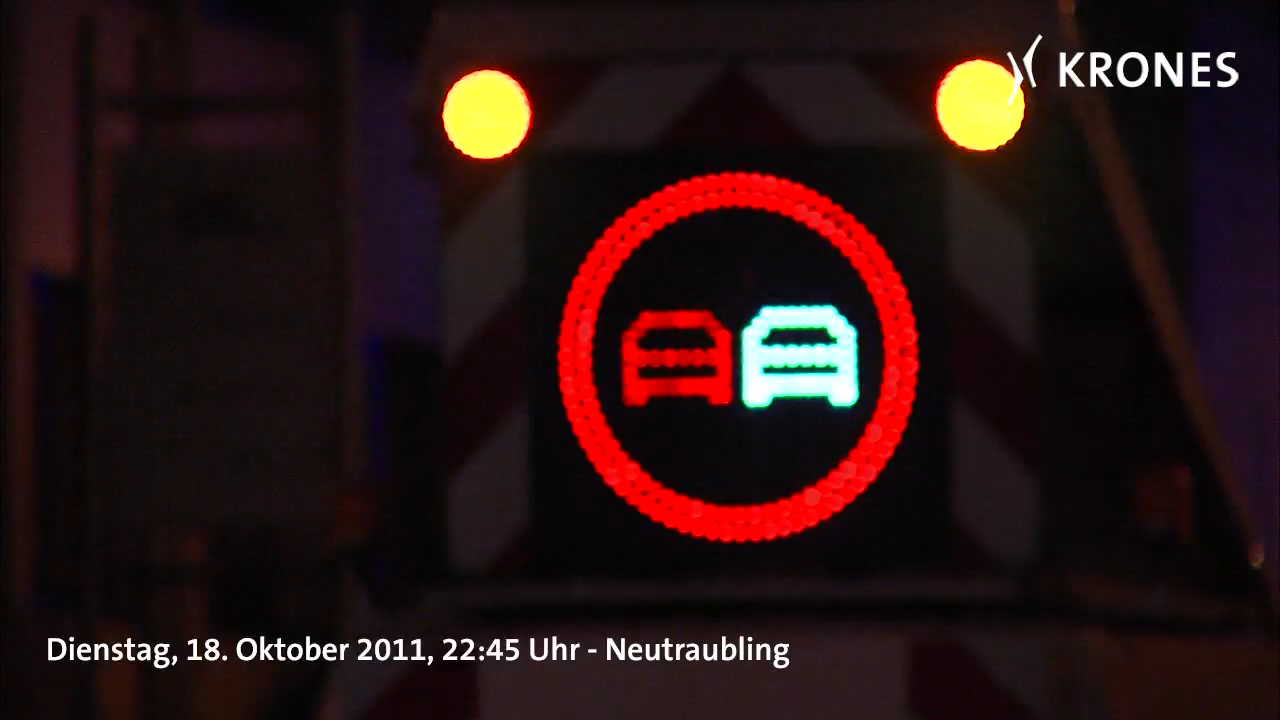 KRONES
Dienstag, 18. Oktober 2011, 22:45 Uhr - Neutraubling